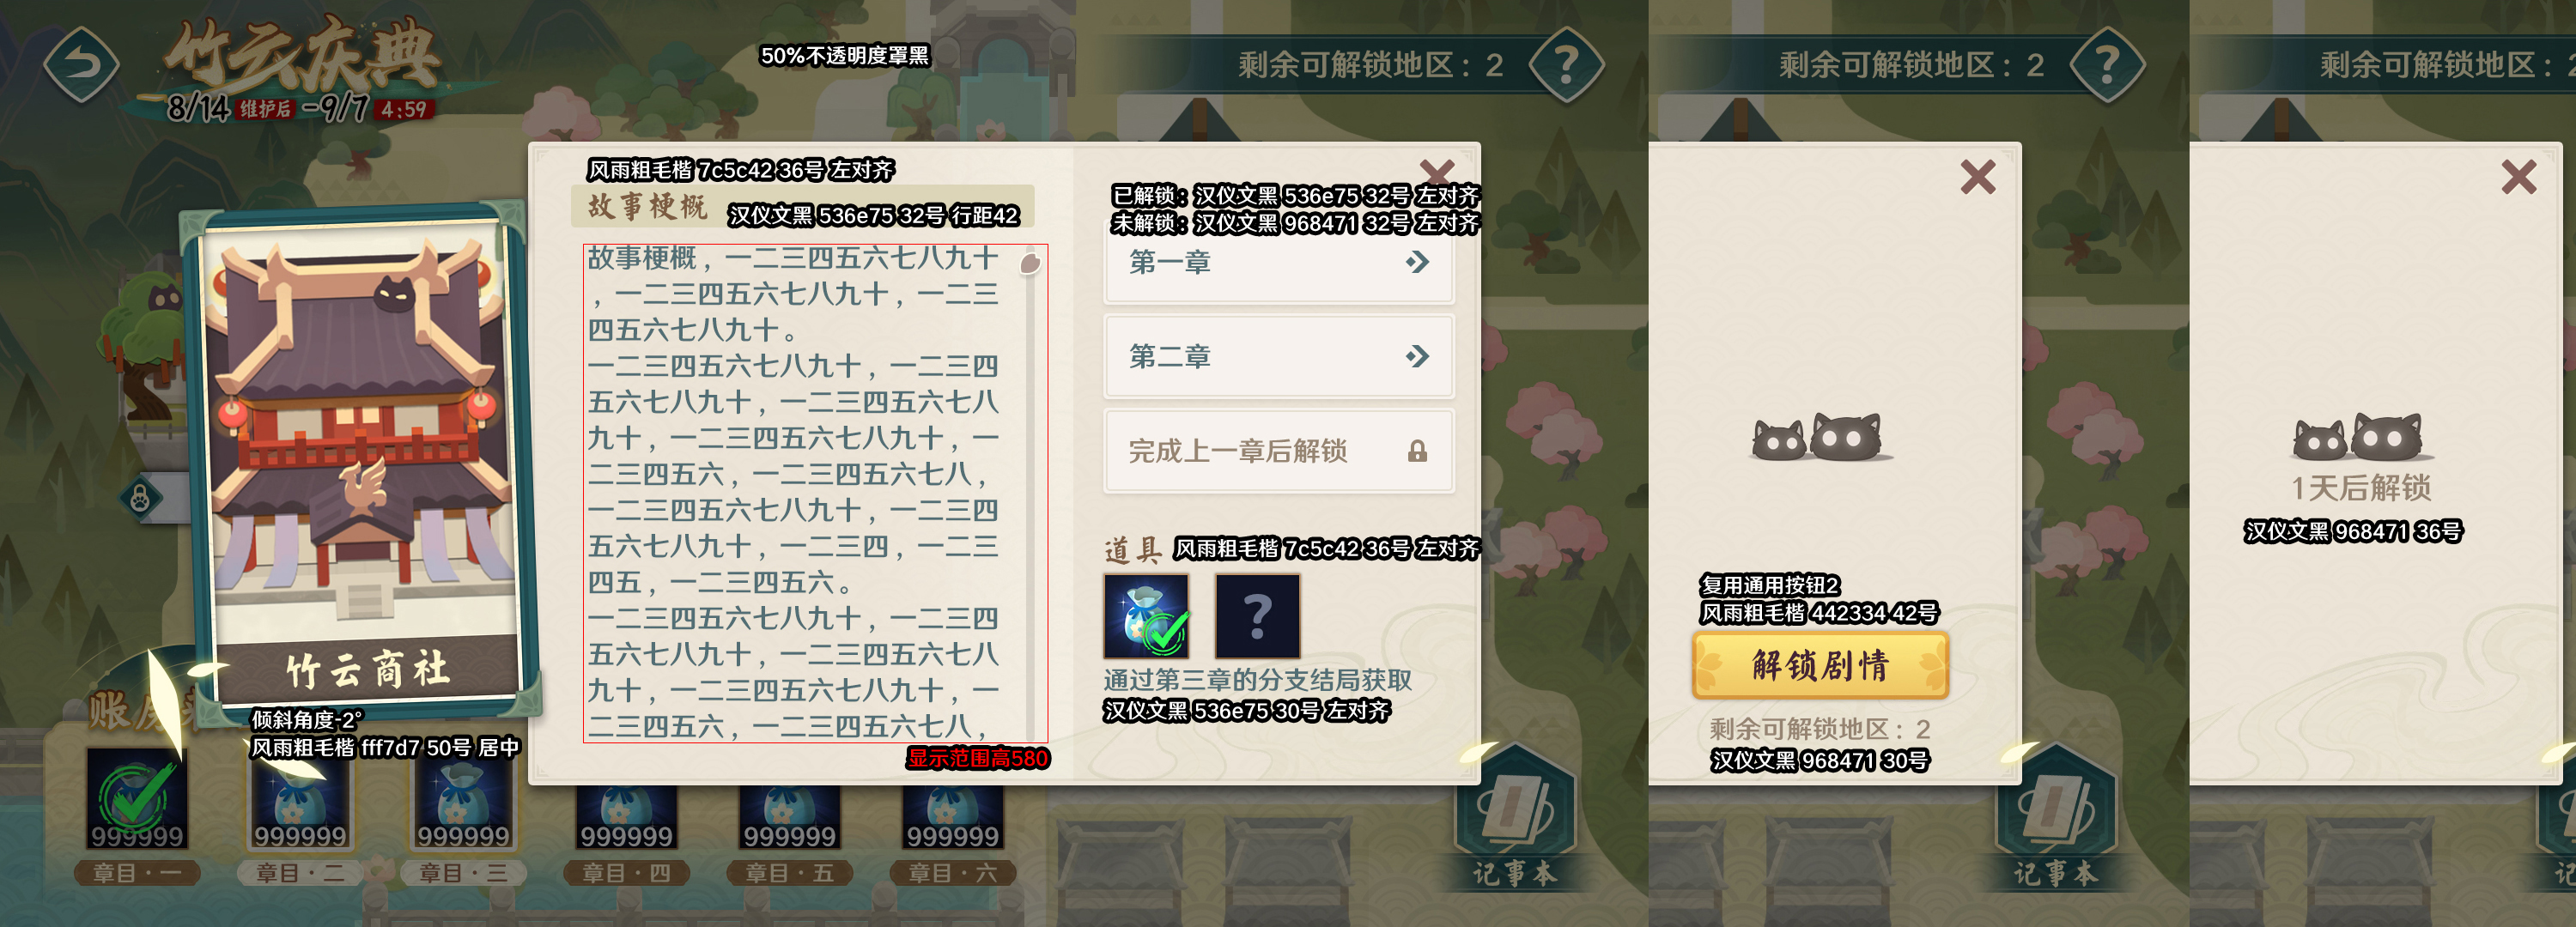 竹云庆典
8/14 维护后 -9/7 4:59
50%不透明度罩黑
剩余可解锁地区：2
?
风雨粗毛楷 7c5c42 36号 左对齐
故事梗概
汉仪文黑 536e75 32号 行距42
故事梗概，一二三四五六七八九十
，一二三四五六七八九十，一二三
四五六七八九十。
一二三四五六七八九十，一二三四
五六七八九十，一二三四五六七八
九十，一二三四五六七八九十，一
二三四五六，一二三四五六七八，
一二三四五六七八九十，一二三四
五六七八九十，一二三四，一二三
四五，一二三四五六。
一二三四五六七八九十，一二三四
五六七八九十，一二三四五六七八
九十，一二三四五六七八九十，一
二三四五六，一二三四五六七八，
显示范围高580
已解锁：汉仪文黑 536e75 32号 左对齐
未解锁：汉仪文黑 968471 32号 左对齐
第一章
第二章
完成上一章后解锁
道具
风雨粗毛楷 7c5c42 36号 左对齐
?
通过第三章的分支结局获取
汉仪文黑 536e75 30号 左对齐
竹云商社
倾斜角度-2°
风雨粗毛楷 fff7d7 50号 居中
999999
999999
999999
999999
999999
999999
章目·一
章目·二
章目·三
章目·四
章目·五
章目·六
记事本
剩余可解锁地区：2
?
复用通用按钮2
风雨粗毛楷 442334 42号
解锁剧情
剩余可解锁地区：2
汉仪文黑 968471 30号
记事本
剩余可解锁地区：2
1天后解锁
汉仪文黑 968471 36号